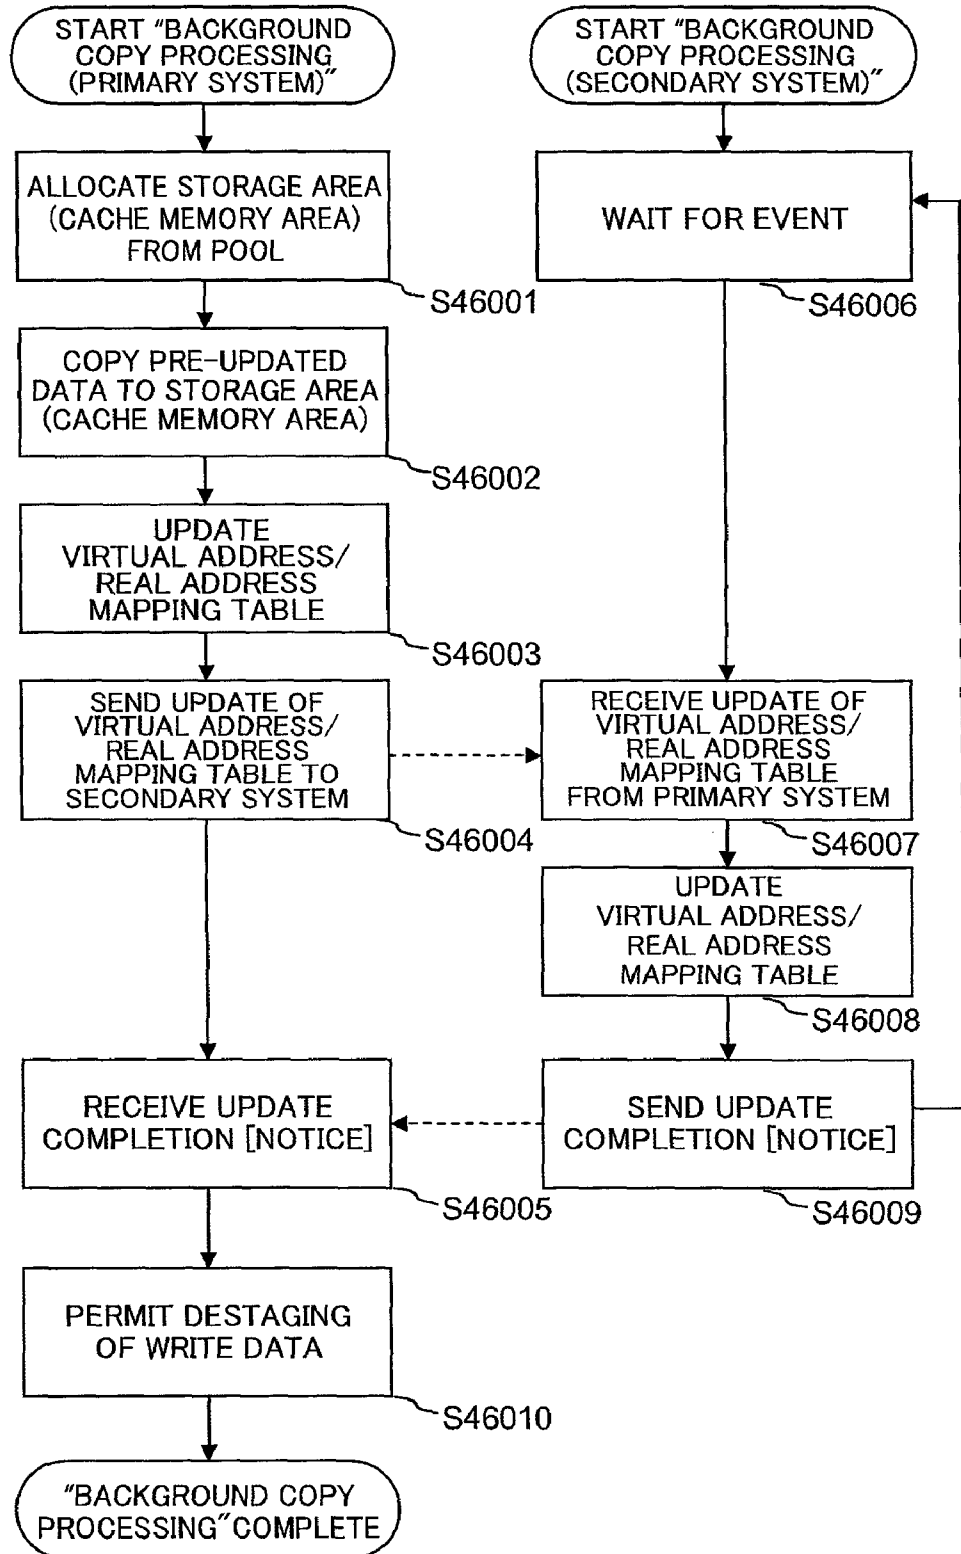 START “BACKGROUND
COPY PROCESSING
(PRIMARY SYSTEM)”
ALLOCATE STORAGE AREA
(CACHE MEMORY AREA)
FROM POOL
S46001
COPY PRE-UPDATED
DATA TO STORAGE AREA
(CACHE MEMORY AREA)
S46002
UPDATE
VIRTUAL ADDRESS/
REAL ADDRESS
MAPPING TABLE
S46003
SEND UPDATE OF
VIRTUAL ADDRESS/
REAL ADDRESS
MAPPING TABLE TO
SECONDARY SYSTEM
S46004
RECEIVE UPDATE
COMPLETION [NOTICE]
S46005
PERMIT DESTAGING
OF WRITE DATA
S46010
“BACKGROUND COPY
PROCESSING” COMPLETE
START “BACKGROUND
COPY PROCESSING
(SECONDARY SYSTEM)”
WAIT FOR EVENT
S46006
RECEIVE UPDATE OF
VIRTUAL ADDRESS/
REAL ADDRESS
MAPPING TABLE
FROM PRIMARY SYSTEM
S46007
UPDATE
VIRTUAL ADDRESS/
REAL ADDRESS
MAPPING TABLE
S46008
SEND UPDATE
COMPLETION [NOTICE]
S46009